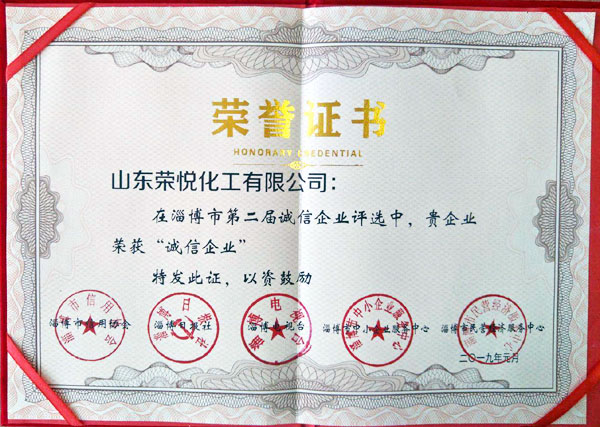 荣誉证书
HONORARY CREDENTIAL
山东荣悦化工有限公司：
在淄博市第二届诚信企业评选中，贵企业
荣获“诚信企业”
特发此证，以资鼓励
淄博市信用协会 淄博日报社 淄博电视台 淄博市中小企业服务中心 淄博市民营经济服务中心
二〇一九年元月